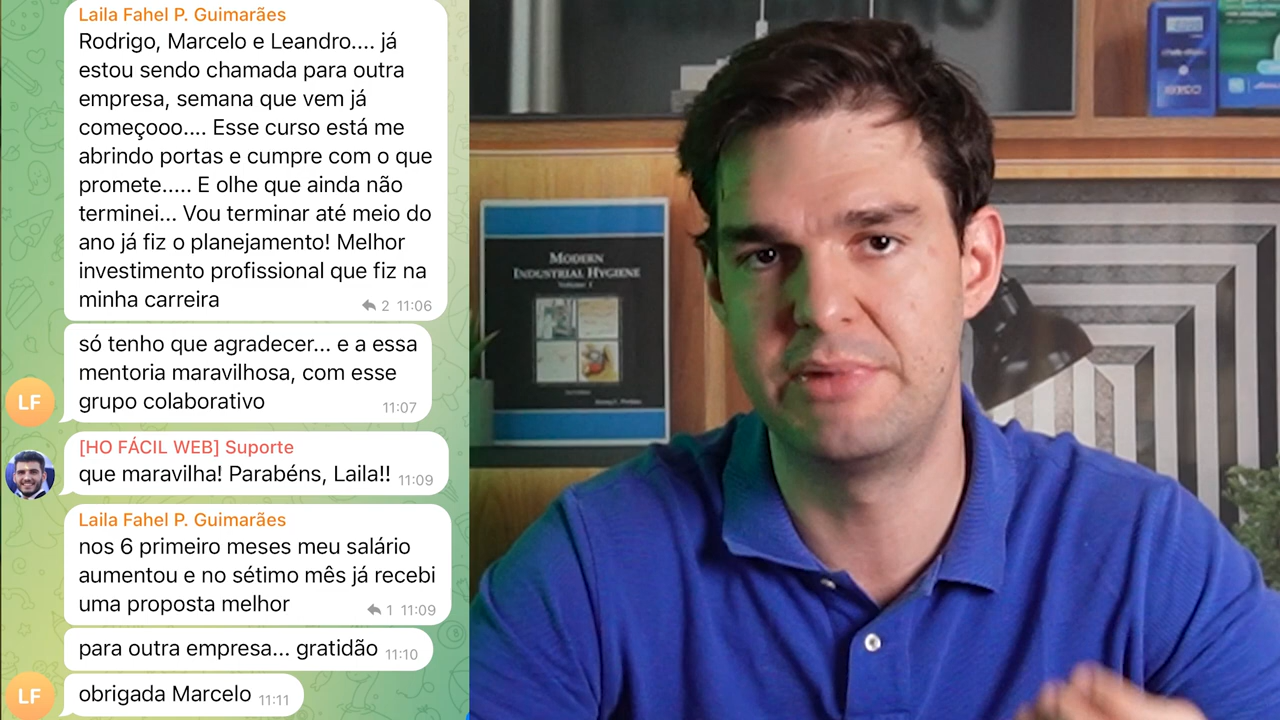 Laila Fahel P. Guimarães
Rodrigo, Marcelo e Leandro.... já
estou sendo chamada para outra
empresa, semana que vem já
começooo.... Esse curso está me
abrindo portas e cumpre com o que
promete..... E olhe que ainda não
terminei... Vou terminar até meio do
ano já fiz o planejamento! Melhor
investimento profissional que fiz na
minha carreira
2 11:06
só tenho que agradecer... e a essa
mentoria maravilhosa, com esse
grupo colaborativo
11:07
LF
[HO FÁCIL WEB] Suporte
que maravilha! Parabéns, Laila!!
11:09
Laila Fahel P. Guimarães
nos 6 primeiro meses meu salário
aumentou e no sétimo mês já recebi
uma proposta melhor
1 11:09
para outra empresa... gratidão
11:10
LF
obrigada Marcelo
11:11
MODERN
INDUSTRIAL HYGIENE
Volume 1